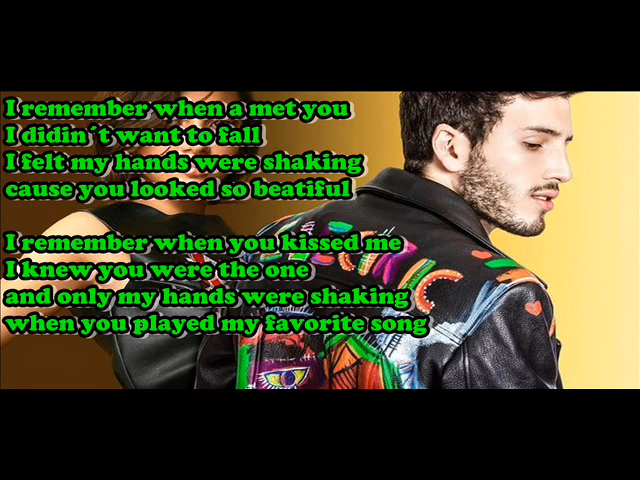 I remember when a met you
I didin´t want to fall
I felt my hands were shaking
cause you looked so beatiful
I remember when you kissed me
I knew you were the one
and only my hands were shaking
when you played my favorite song